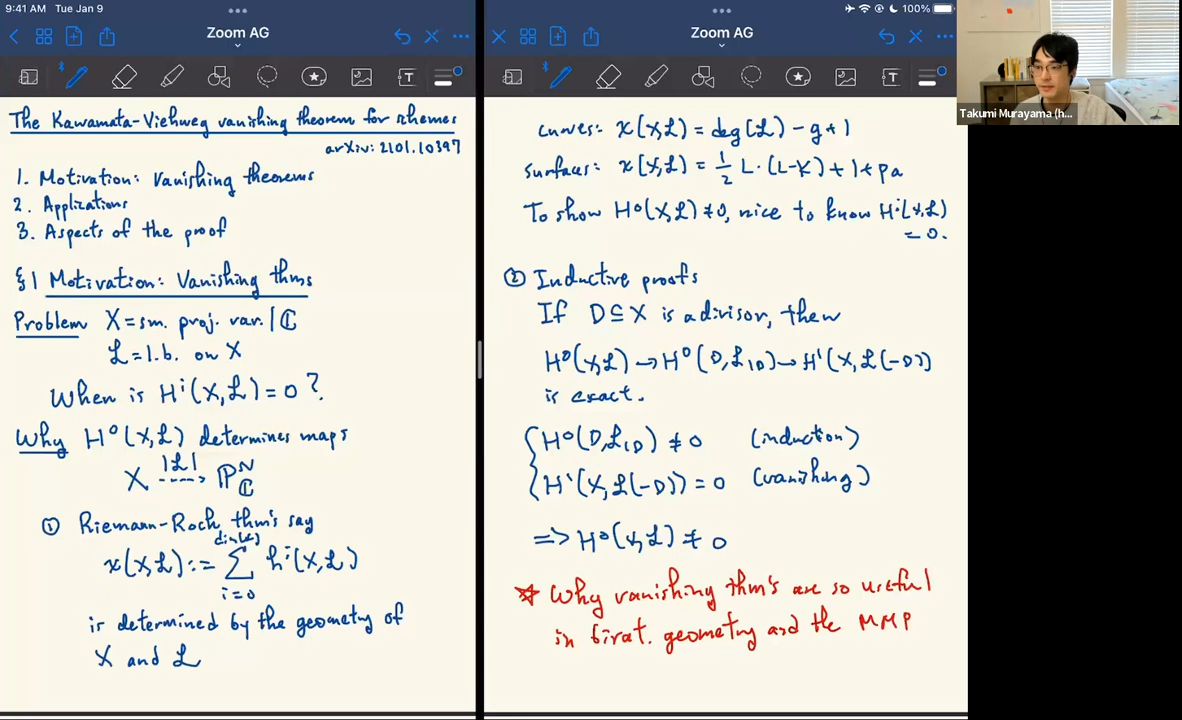 9:41 AM Tue Jan 9
Zoom AG
The Kawamata-Viehweg vanishing theorem for schemes
arXiv: 2101.10397
1. Motivation: Vanishing theorems
2. Applications
3. Aspects of the proof
§1 Motivation: Vanishing thms
Problem X = sm. proj. var. / ℂ
ℒ = l.b. on X
When is Hⁱ(X,ℒ) = 0?
Why H⁰(X,ℒ) determines maps
|ℒ|
X ⇢ ℙᴺ_ℂ
① Riemann-Roch thm's say
χ(X,ℒ) := Σ_{i=0}^{dim(X)} hⁱ(X,ℒ)
is determined by the geometry of
X and ℒ
100%
Zoom AG
curves: χ(X,ℒ) = deg(ℒ) - g + 1
surfaces: χ(X,ℒ) = ½ L·(L-K) + 1 + pa
To show H⁰(X,ℒ) ≠ 0, nice to know Hⁱ(X,ℒ)
= 0.
② Inductive proofs
If D ⊆ X is a divisor, then
H⁰(X,ℒ) → H⁰(D,ℒ|D) → H¹(X,ℒ(-D))
is exact.
H⁰(D,ℒ|D) ≠ 0 (induction)
H¹(X,ℒ(-D)) = 0 (vanishing)
⇒ H⁰(X,ℒ) ≠ 0
* Why vanishing thm's are so useful
in birat. geometry and the MMP
Takumi Murayama (h...